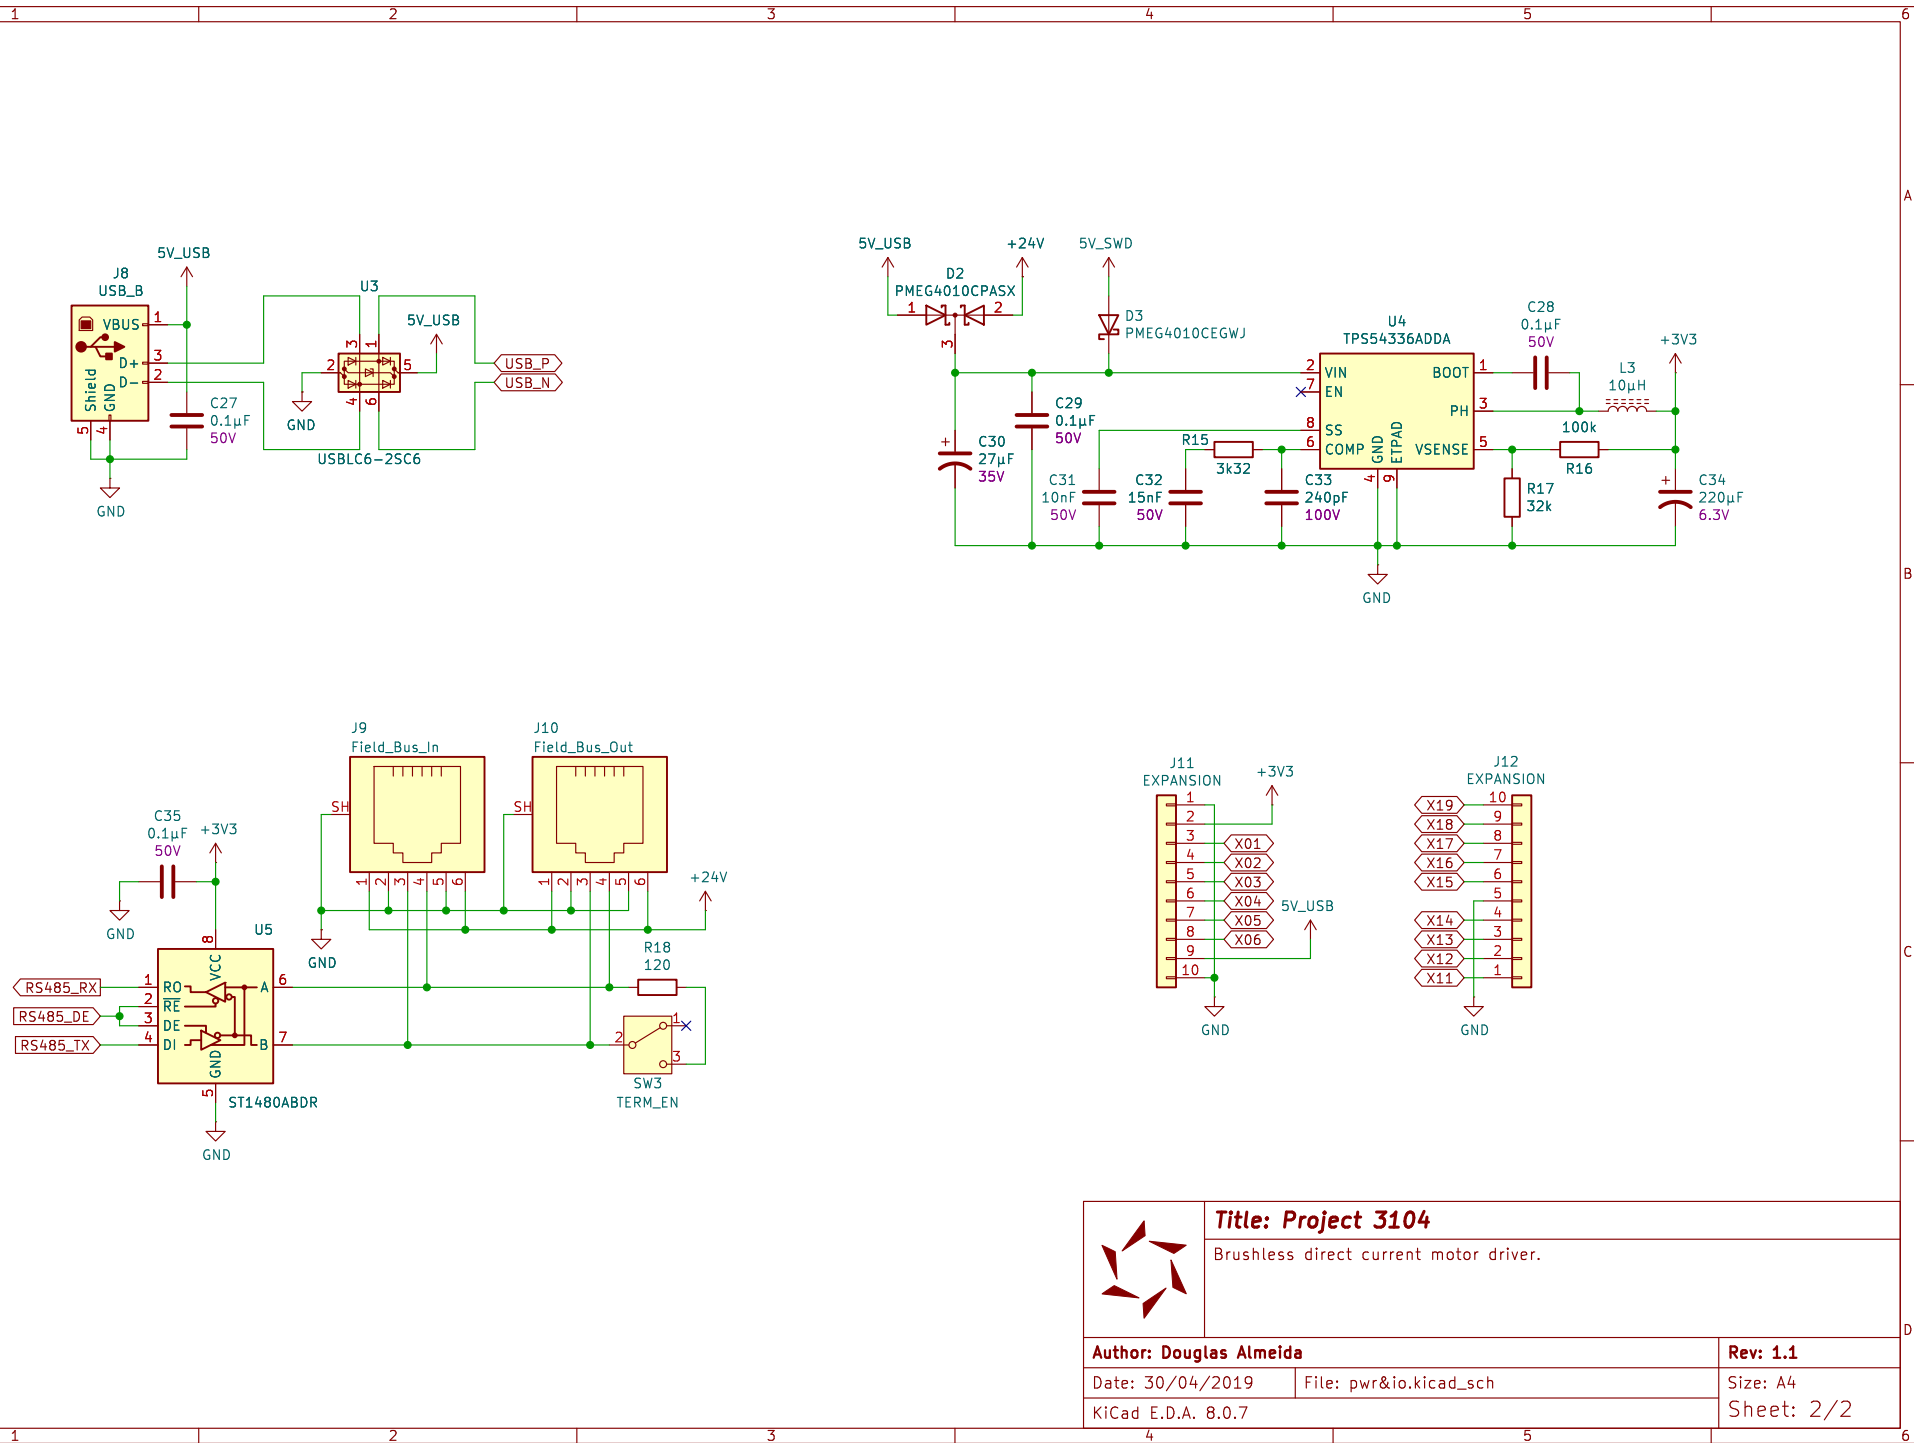 1 2 3 4 5 6
A
B
C
D
5V_USB
J8
USB_B
VBUS 1
D+ 3
D- 2
Shield
GND
5 4
GND
C27
0.1µF
50V
U3
5V_USB
3 1
2 5
4 6
GND
USBLC6-2SC6
USB_P
USB_N
5V_USB
+24V
5V_SWD
D2
PMEG4010CPASX
1 2
3
D3
PMEG4010CEGWJ
C29
0.1µF
50V
+
C30
27µF
35V
C31
10nF
50V
C32
15nF
50V
R15
3k32
C33
240pF
100V
U4
TPS54336ADDA
2 VIN
7 EN
8 SS
6 COMP
GND
ETPAD
4 9
BOOT 1
PH 3
VSENSE 5
GND
C28
0.1µF
50V
L3
10µH
+3V3
100k
R16
R17
32k
+
C34
220µF
6.3V
J9
Field_Bus_In
SH
1 2 3 4 5 6
J10
Field_Bus_Out
SH
1 2 3 4 5 6
+24V
GND
C35
0.1µF
50V
+3V3
GND
U5
8
VCC
1 RO
2 RE
3 DE
4 DI
A 6
B 7
GND
5
ST1480ABDR
GND
RS485_RX
RS485_DE
RS485_TX
R18
120
1
2
3
SW3
TERM_EN
J11
EXPANSION
+3V3
1
2
3 X01
4 X02
5 X03
6 X04
7 X05
8 X06
9
10
5V_USB
GND
J12
EXPANSION
X19 10
X18 9
X17 8
X16 7
X15 6
5
X14 4
X13 3
X12 2
X11 1
GND
Title: Project 3104
Brushless direct current motor driver.
Author: Douglas Almeida
Rev: 1.1
Date: 30/04/2019
File: pwr&io.kicad_sch
Size: A4
KiCad E.D.A. 8.0.7
Sheet: 2/2
1 2 3 4 5 6